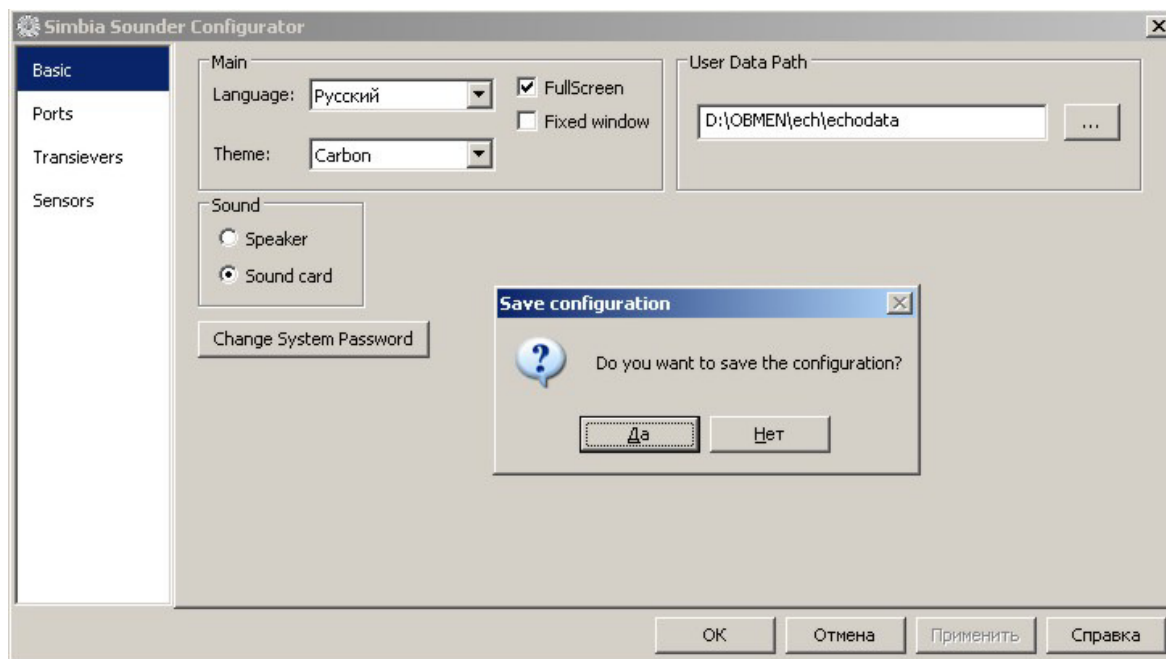 Simbia Sounder Configurator
Basic
Ports
Transievers
Sensors
Main
Language: Русский
FullScreen
Fixed window
Theme: Carbon
User Data Path
D:\OBMEN\ech\echodata
...
Sound
Speaker
Sound card
Change System Password
Save configuration
Do you want to save the configuration?
Да Нет
OK Отмена Применить Справка